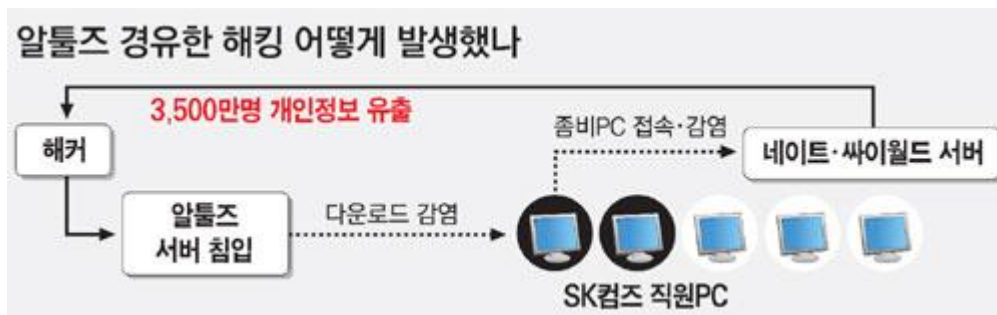 알툴즈 경유한 해킹 어떻게 발생했나
3,500만명 개인정보 유출
해커
좀비PC 접속·감염
네이트·싸이월드 서버
알툴즈
서버 침입
다운로드 감염
SK컴즈 직원PC